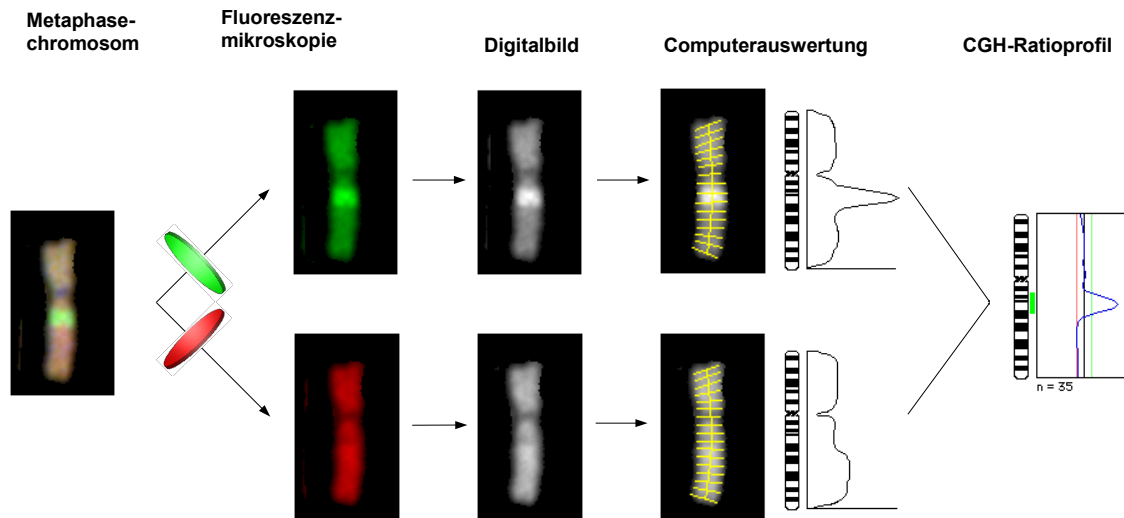 Metaphase-
chromosom
Fluoreszenz-
mikroskopie
Digitalbild
Computerauswertung
CGH-Ratioprofil
n = 35